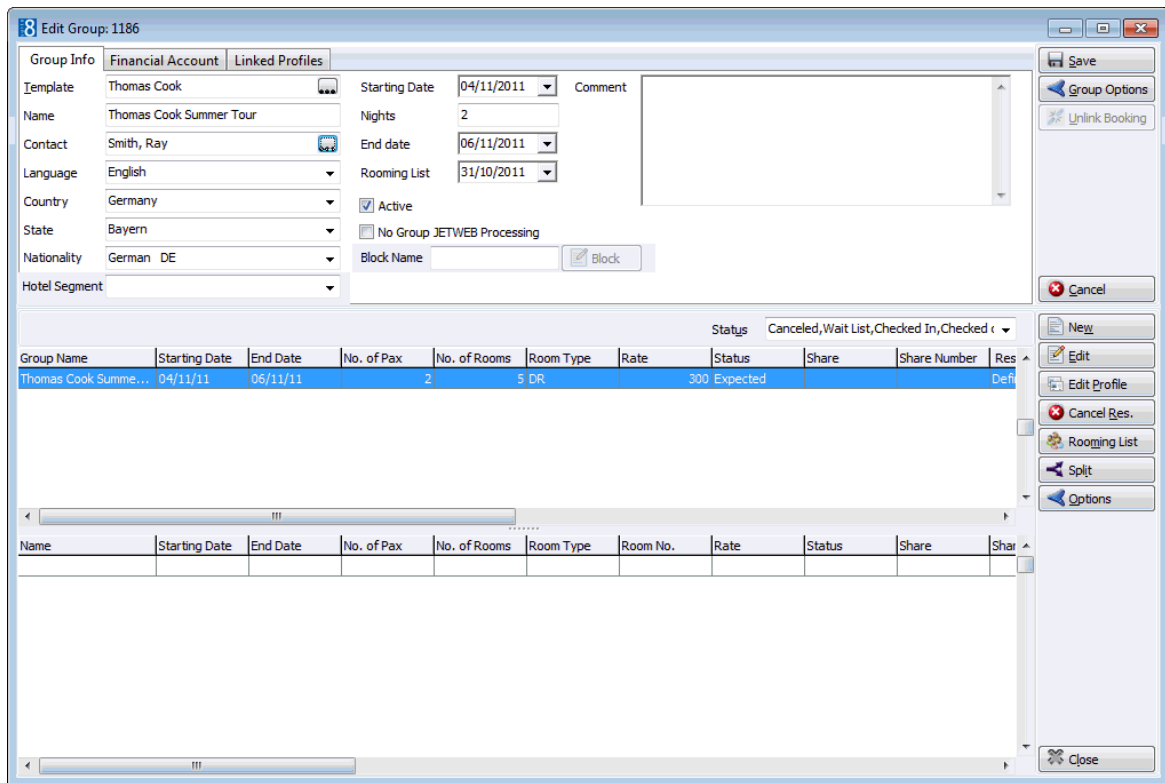 8 Edit Group: 1186
Group Info Financial Account Linked Profiles
Save
Template Thomas Cook ... Starting Date 04/11/2011 Comment
Group Options
Name Thomas Cook Summer Tour Nights 2
Unlink Booking
Contact Smith, Ray ... End date 06/11/2011
Language English Rooming List 31/10/2011
Country Germany Active
State Bayern No Group JETWEB Processing
Nationality German DE Block Name Block
Hotel Segment
Cancel
Status Canceled,Wait List,Checked In,Checked
New
Group Name Starting Date End Date No. of Pax No. of Rooms Room Type Rate Status Share Share Number Res
Edit
Thomas Cook Summe... 04/11/11 06/11/11 2 5 DR 300 Expected Defi
Edit Profile
Cancel Res.
Rooming List
Split
Options
Name Starting Date End Date No. of Pax No. of Rooms Room Type Room No. Rate Status Share Shar
Close